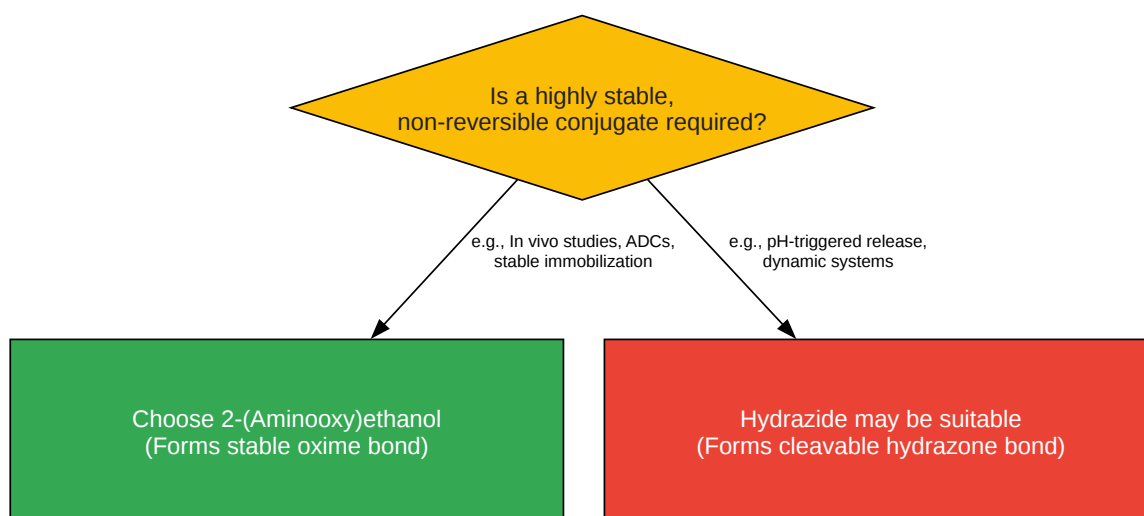 Is a highly stable,
non-reversible conjugate required?
e.g., In vivo studies, ADCs,
stable immobilization
e.g., pH-triggered release,
dynamic systems
Choose 2-(Aminooxy)ethanol
(Forms stable oxime bond)
Hydrazide may be suitable
(Forms cleavable hydrazone bond)